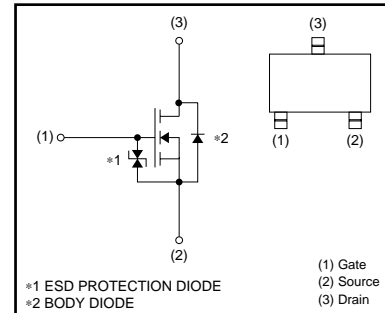 (3)
(3)
(1)
∗1
∗2
(1)
(2)
(2)
∗1 ESD PROTECTION DIODE
∗2 BODY DIODE
(1) Gate
(2) Source
(3) Drain